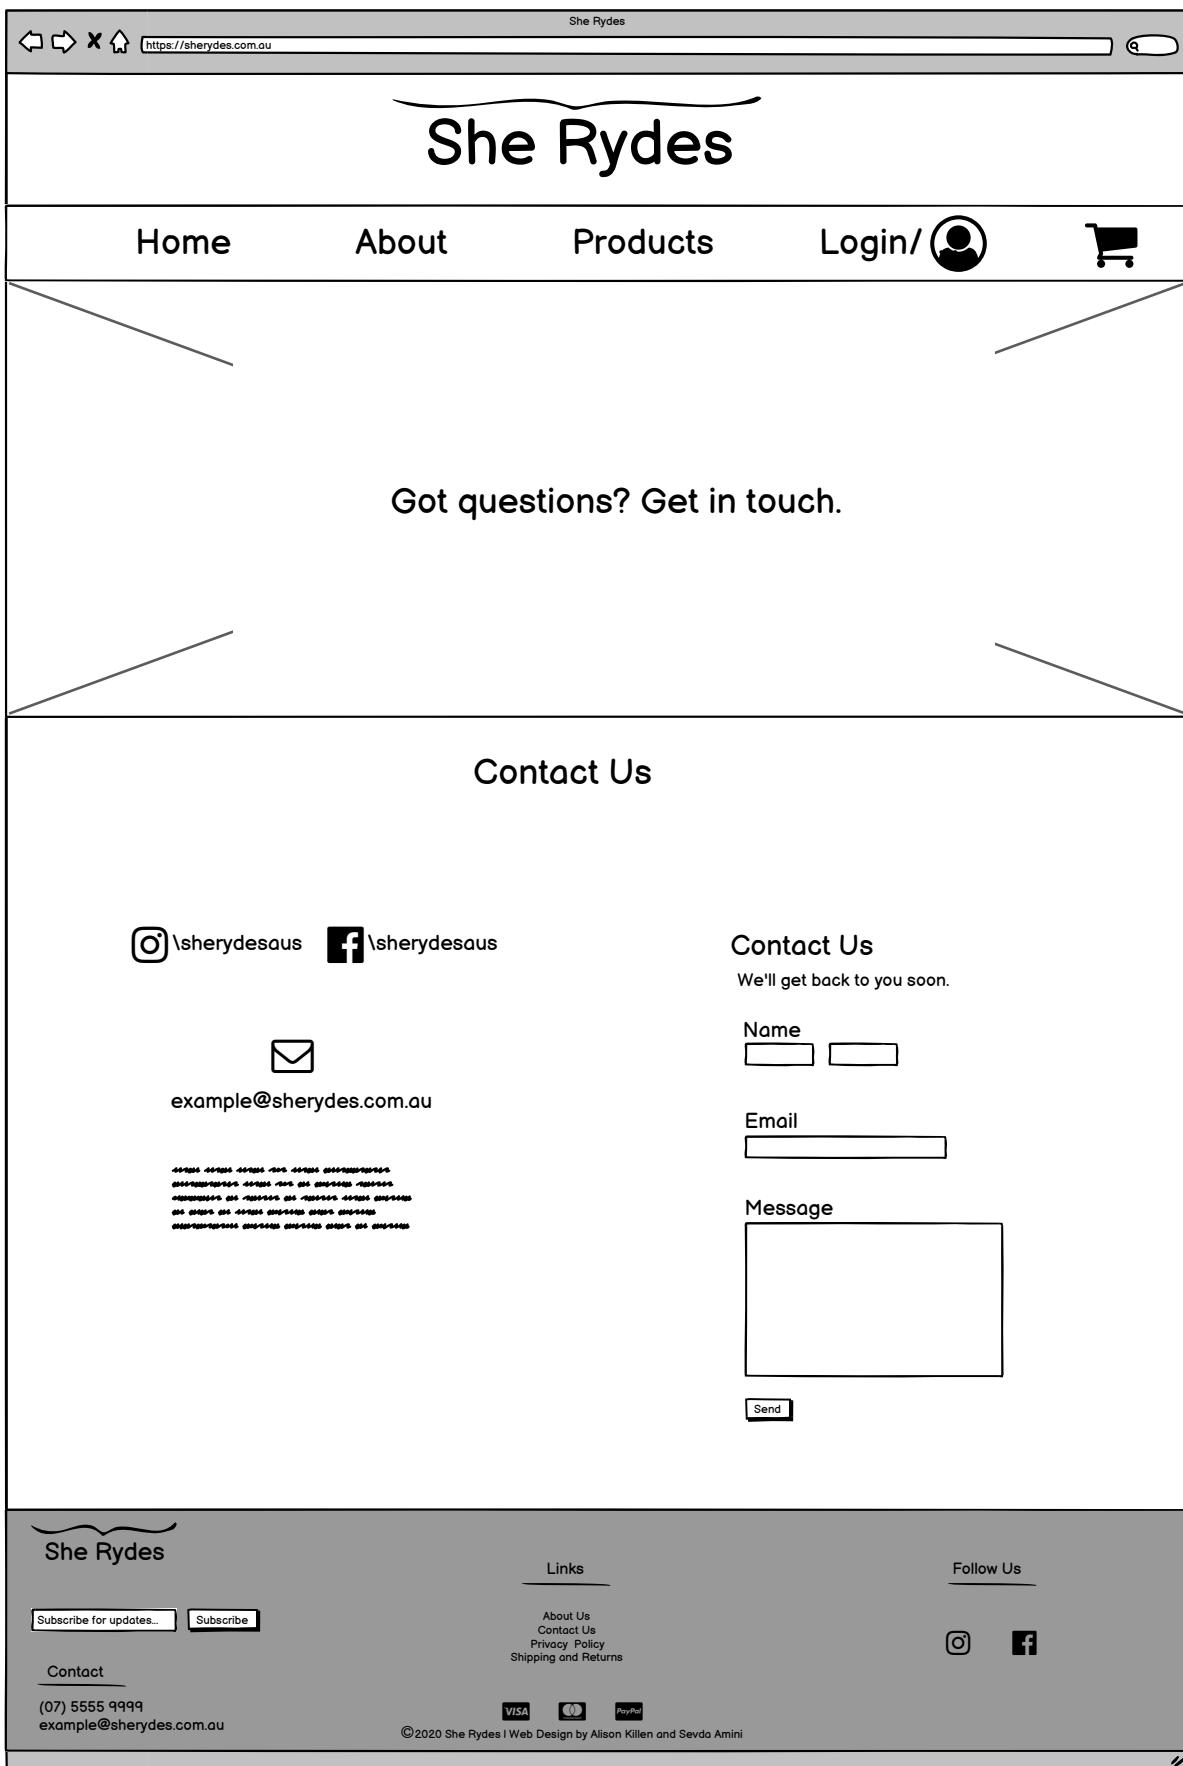 She Rydes
https://sherydes.com.au
She Rydes
Home About Products Login/
Got questions? Get in touch.
Contact Us
\sherydesaus \sherydesaus
example@sherydes.com.au
Contact Us
We'll get back to you soon.
Name
Email
Message
Send
She Rydes
Subscribe for updates... Subscribe
Contact
(07) 5555 9999
example@sherydes.com.au
Links
About Us
Contact Us
Privacy Policy
Shipping and Returns
VISA MasterCard PayPal
©2020 She Rydes | Web Design by Alison Killen and Sevda Amini
Follow Us